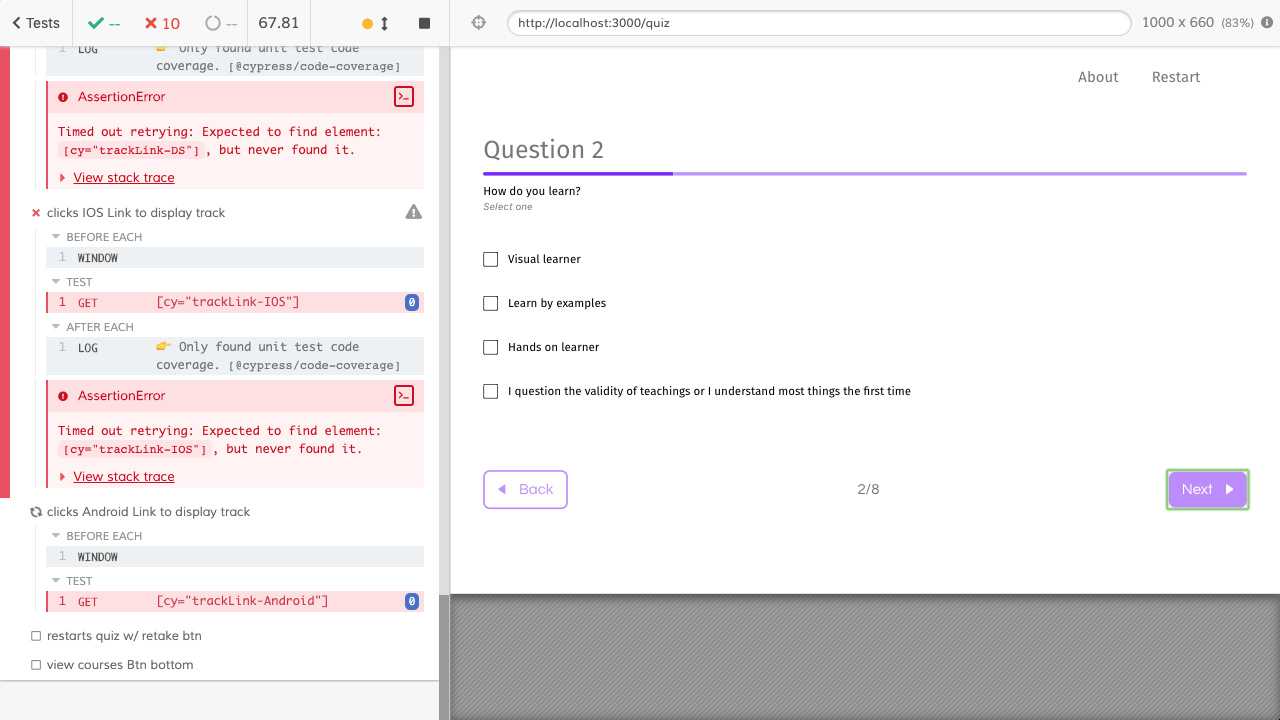 Tests
--
10
--
67.81
http://localhost:3000/quiz
1000 x 660 (83%)
1 LOG 👉 Only found unit test code
coverage. [@cypress/code-coverage]
AssertionError
Timed out retrying: Expected to find element:
[cy="trackLink-DS"], but never found it.
View stack trace
clicks IOS Link to display track
BEFORE EACH
1 WINDOW
TEST
1 GET [cy="trackLink-IOS"] 0
AFTER EACH
1 LOG 👉 Only found unit test code
coverage. [@cypress/code-coverage]
AssertionError
Timed out retrying: Expected to find element:
[cy="trackLink-IOS"], but never found it.
View stack trace
clicks Android Link to display track
BEFORE EACH
1 WINDOW
TEST
1 GET [cy="trackLink-Android"] 0
restarts quiz w/ retake btn
view courses Btn bottom
About
Restart
Question 2
How do you learn?
Select one
Visual learner
Learn by examples
Hands on learner
I question the validity of teachings or I understand most things the first time
Back
2/8
Next